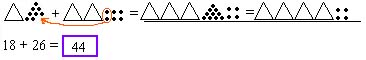 + = =
18 + 26 = 44